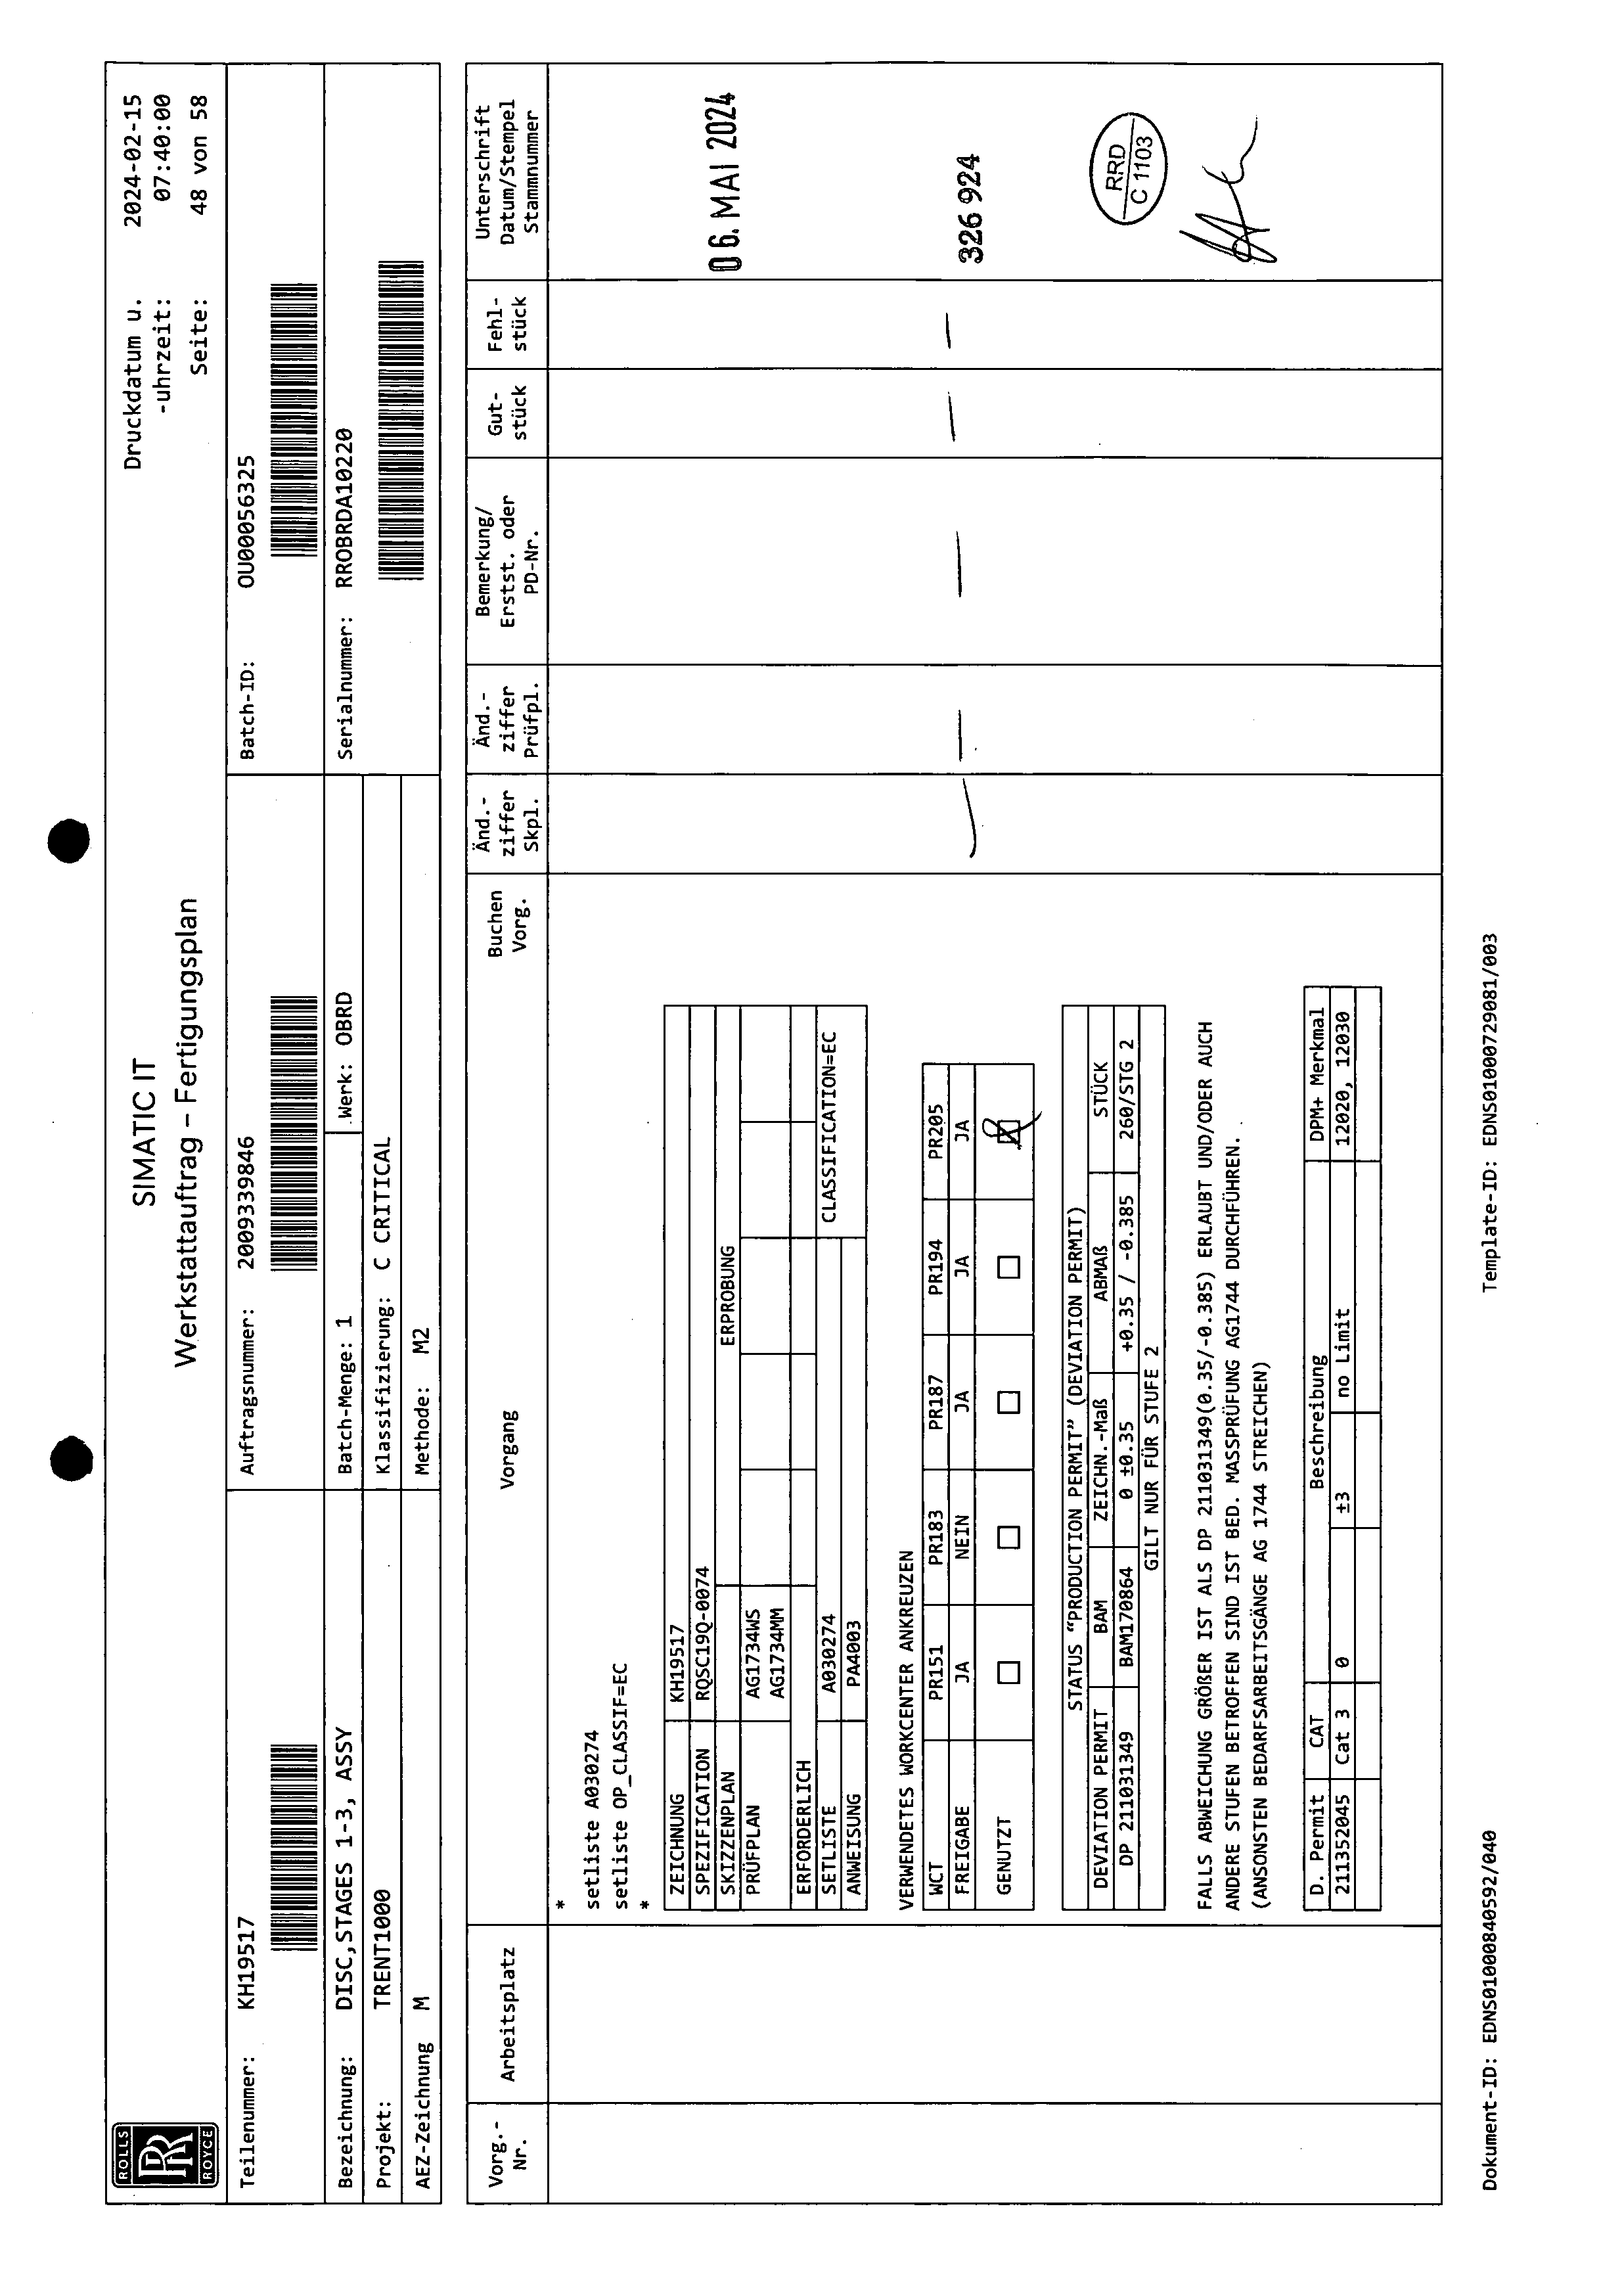 ROLLS
RR
ROYCE
SIMATIC IT
Werkstattauftrag – Fertigungsplan
Druckdatum u. 2024-02-15
-uhrzeit: 07:40:00
Seite: 48 von 58
Teilenummer: KH19517 Auftragsnummer: 2009339846 Batch-ID: OU00056325
Bezeichnung: DISC,STAGES 1-3, ASSY Batch-Menge: 1 Werk: OBRD Serialnummer: RROBRDA10220
Projekt: TRENT1000 Klassifizierung: C CRITICAL
AEZ-Zeichnung M Methode: M2
Vorg.-
Nr.
Arbeitsplatz
Vorgang
Buchen
Vorg.
Änd.-
ziffer
Skpl.
Änd.-
ziffer
Prüfpl.
Bemerkung/
Erstst. oder
PD-Nr.
Gut-
stück
Fehl-
stück
Unterschrift
Datum/Stempel
Stammnummer
*
setliste A030274
setliste OP_CLASSIF=EC
*
ZEICHNUNG KH19517
SPEZIFICATION RQSC19Q-0074
SKIZZENPLAN ERPROBUNG
PRÜFPLAN AG1734WS
AG1734MM
ERFORDERLICH
SETLISTE A030274 CLASSIFICATION=EC
ANWEISUNG PA4003
VERWENDETES WORKCENTER ANKREUZEN
WCT PR151 PR183 PR187 PR194 PR205
FREIGABE JA NEIN JA JA JA
GENUTZT ☐ ☐ ☐ ☐ ☒
STATUS “PRODUCTION PERMIT” (DEVIATION PERMIT)
DEVIATION PERMIT BAM ZEICHN.-Maß ABMAß STÜCK
DP 211031349 BAM170864 0 ±0.35 +0.35 / -0.385 260/STG 2
GILT NUR FÜR STUFE 2
FALLS ABWEICHUNG GRÖßER IST ALS DP 211031349(0.35/-0.385) ERLAUBT UND/ODER AUCH
ANDERE STUFEN BETROFFEN SIND IST BED. MASSPRÜFUNG AG1744 DURCHFÜHREN.
(ANSONSTEN BEDARFSARBEITSGÄNGE AG 1744 STREICHEN)
D. Permit CAT Beschreibung DPM+ Merkmal
211352045 Cat 3 0 ±3 no Limit 12020, 12030
06. MAI 2024
326 924
RRD
C 1103
Dokument-ID: EDNS01000840592/040 Template-ID: EDNS01000729081/003